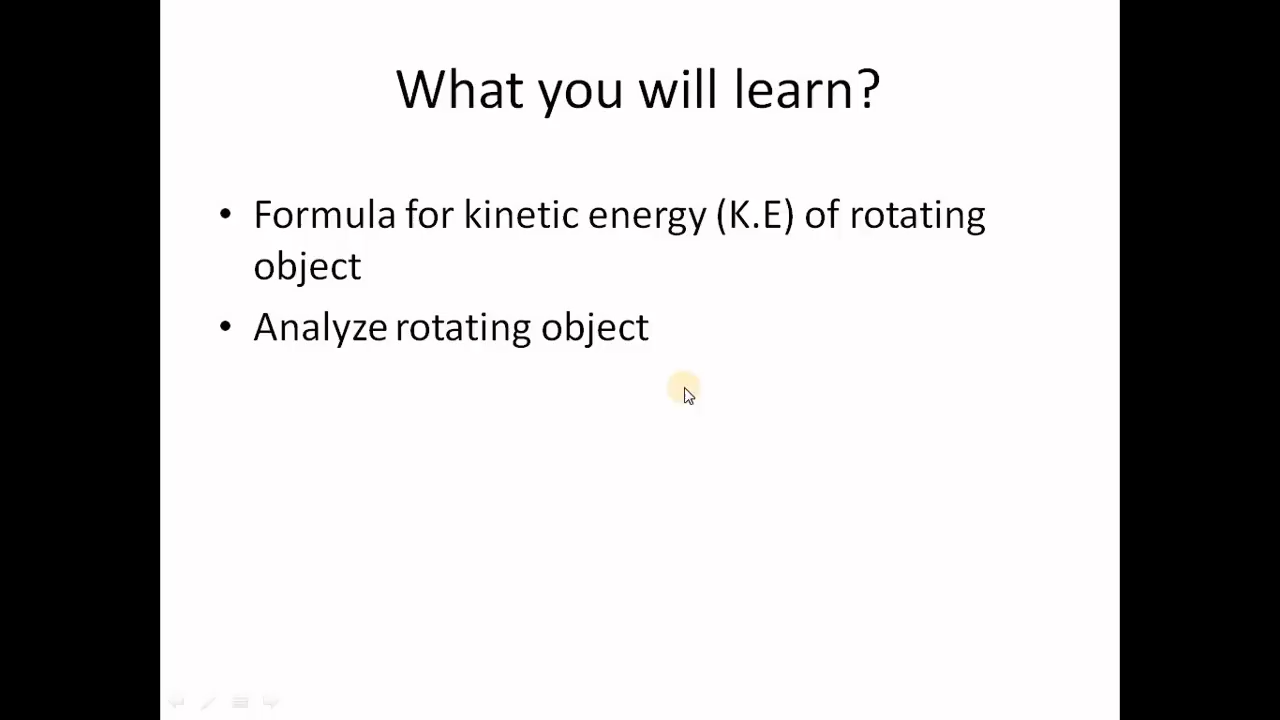 What you will learn?
• Formula for kinetic energy (K.E) of rotating
object
• Analyze rotating object